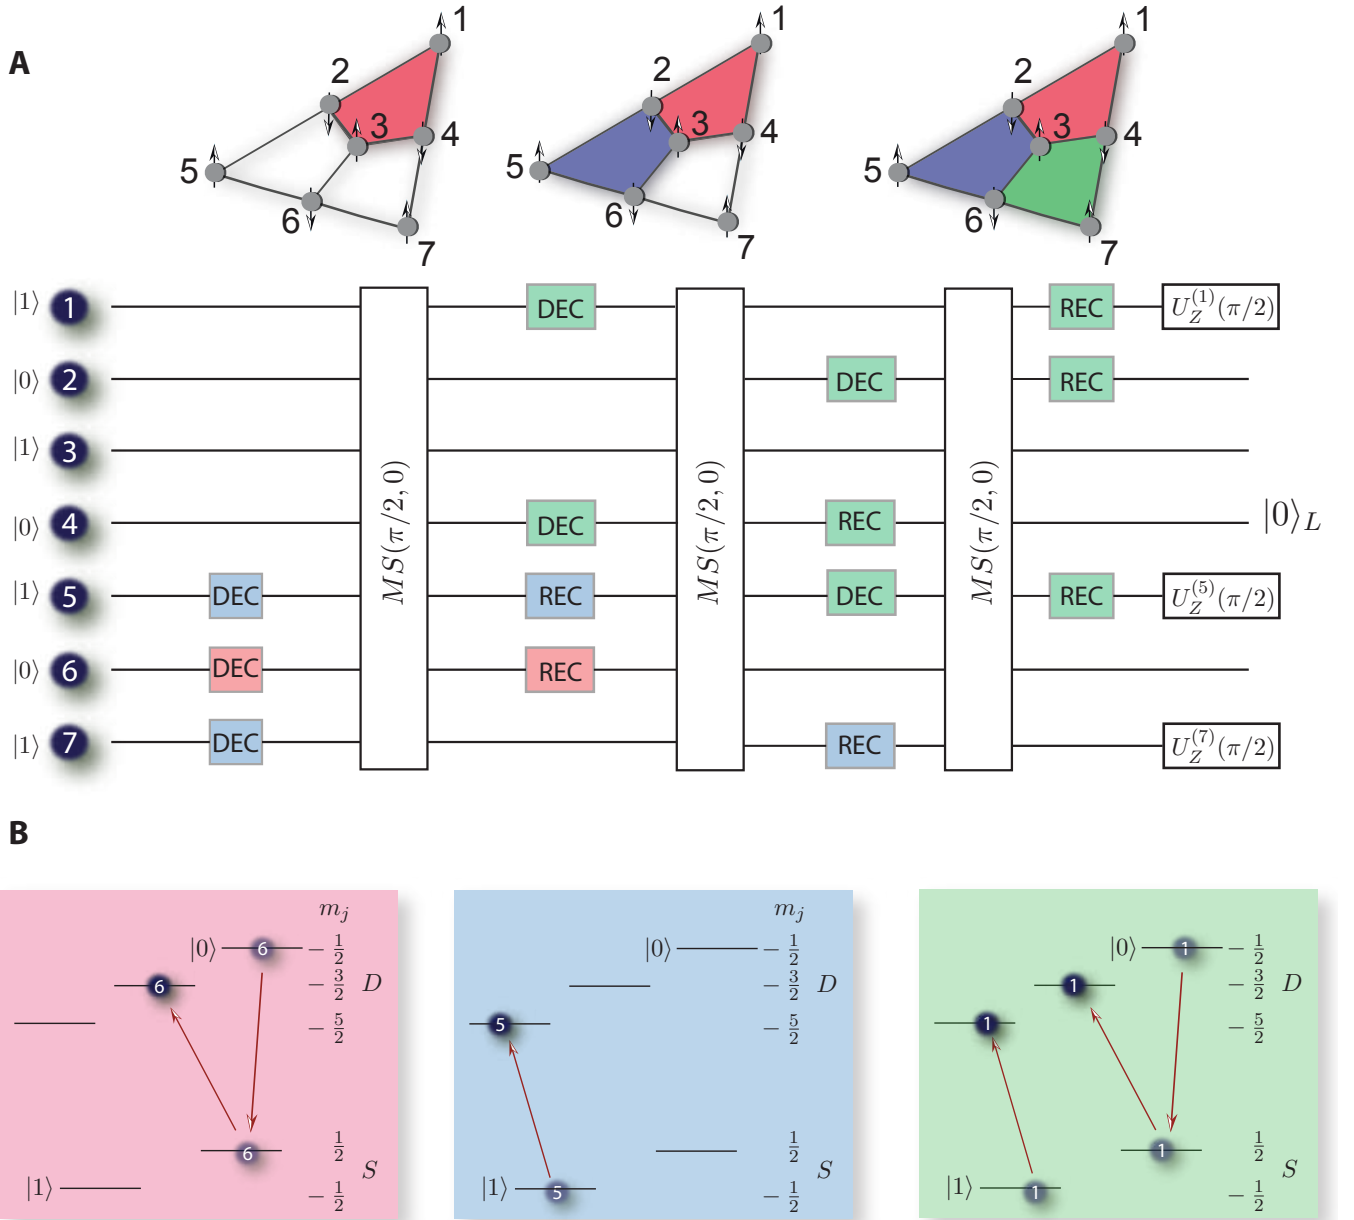 A
1 1 1
2 2 2
3 3 3
4 4 4
5 5 5
6 6 6
7 7 7
|1⟩ 1 DEC REC U_Z^{(1)}(π/2)
|0⟩ 2 DEC REC
|1⟩ 3
MS(π/2, 0) MS(π/2, 0) MS(π/2, 0)
|0⟩ 4 DEC REC |0⟩_L
|1⟩ 5 DEC REC DEC REC U_Z^{(5)}(π/2)
|0⟩ 6 DEC REC
|1⟩ 7 DEC REC U_Z^{(7)}(π/2)
B
m_j
|0⟩ 6 − 1/2
6 − 3/2 D
− 5/2
6 1/2
S
|1⟩ − 1/2
m_j
|0⟩ − 1/2
− 3/2 D
5 − 5/2
1/2
S
|1⟩ 5 − 1/2
m_j
|0⟩ 1 − 1/2
1 − 3/2 D
1 − 5/2
1 1/2
S
|1⟩ 1 − 1/2